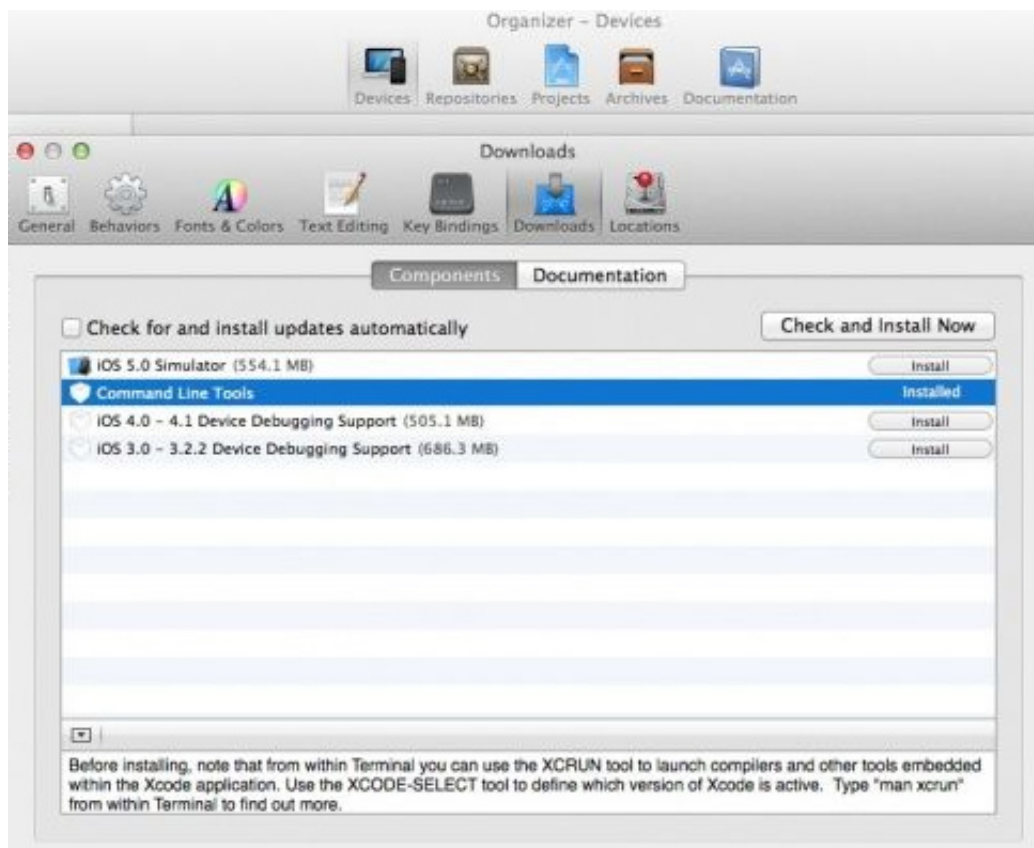 Organizer – Devices
Devices Repositories Projects Archives Documentation
Downloads
General Behaviors Fonts & Colors Text Editing Key Bindings Downloads Locations
Components Documentation
Check for and install updates automatically Check and Install Now
iOS 5.0 Simulator (554.1 MB) Install
Command Line Tools Installed
iOS 4.0 – 4.1 Device Debugging Support (505.1 MB) Install
iOS 3.0 – 3.2.2 Device Debugging Support (686.3 MB) Install
Before installing, note that from within Terminal you can use the XCRUN tool to launch compilers and other tools embedded
within the Xcode application. Use the XCODE-SELECT tool to define which version of Xcode is active. Type "man xcrun"
from within Terminal to find out more.